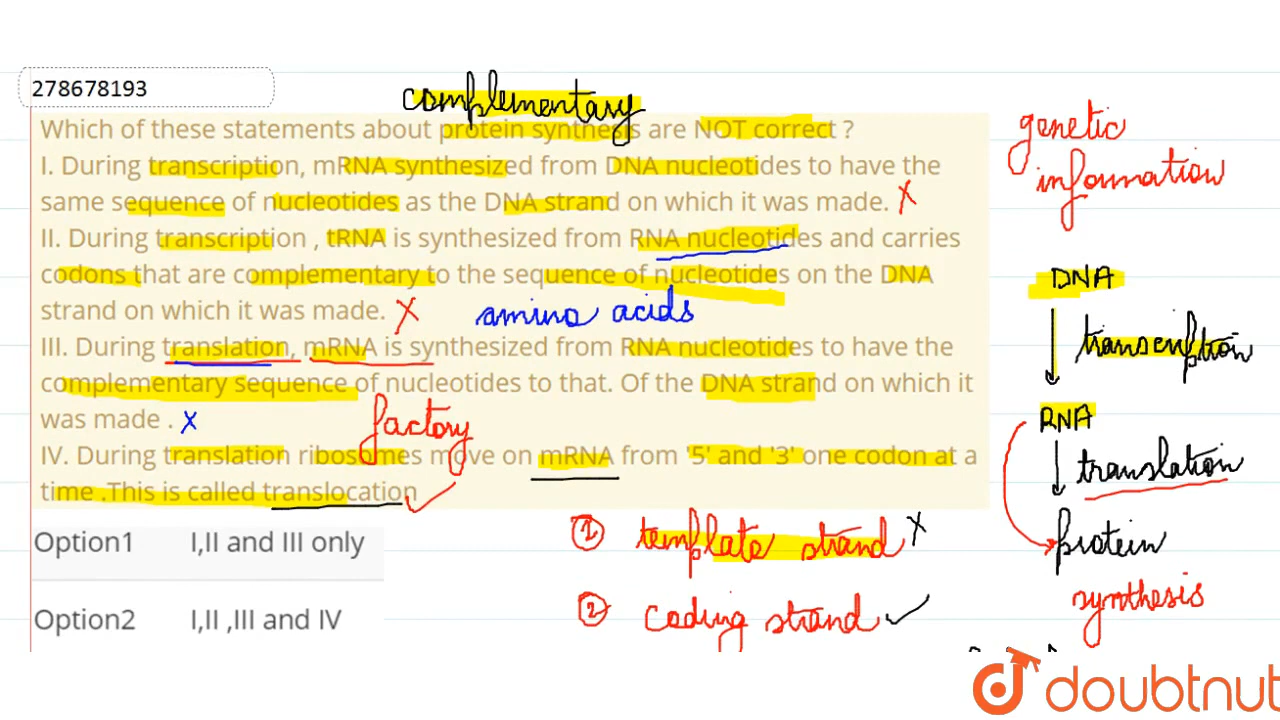 278678193
complementary
Which of these statements about protein synthesis are NOT correct ?
I. During transcription, mRNA synthesized from DNA nucleotides to have the
same sequence of nucleotides as the DNA strand on which it was made. X
II. During transcription , tRNA is synthesized from RNA nucleotides and carries
codons that are complementary to the sequence of nucleotides on the DNA
strand on which it was made. X
amino acids
III. During translation, mRNA is synthesized from RNA nucleotides to have the
complementary sequence of nucleotides to that. Of the DNA strand on which it
was made . X
factory
IV. During translation ribosomes move on mRNA from '5' and '3' one codon at a
time .This is called translocation ✓
Option1 I,II and III only
Option2 I,II ,III and IV
① template strand X
② coding strand ✓
genetic
information
DNA
transcription
RNA
translation
protein
synthesis
doubtnut